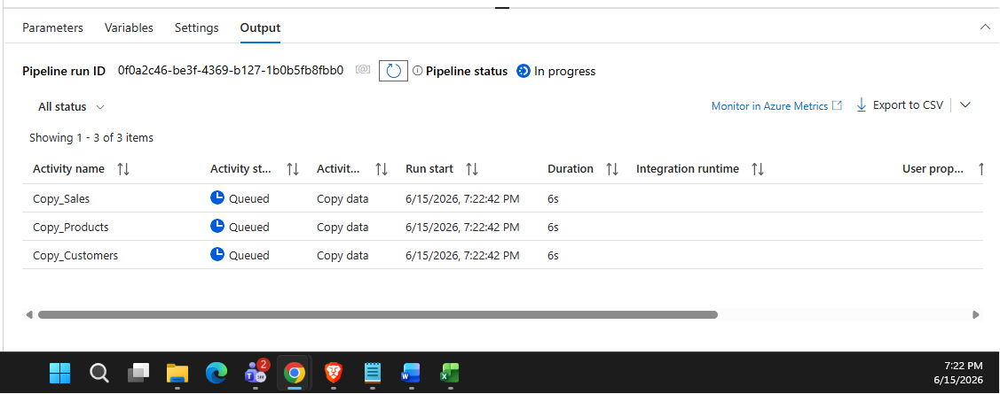 Parameters Variables Settings Output
Pipeline run ID 0f0a2c46-be3f-4369-b127-1b0b5fb8fbb0 [@] Pipeline status In progress
All status
Monitor in Azure Metrics Export to CSV
Showing 1 - 3 of 3 items
Activity name Activity st... Activit... Run start Duration Integration runtime User prop...
Copy_Sales Queued Copy data 6/15/2026, 7:22:42 PM 6s
Copy_Products Queued Copy data 6/15/2026, 7:22:42 PM 6s
Copy_Customers Queued Copy data 6/15/2026, 7:22:42 PM 6s
2
7:22 PM
6/15/2026